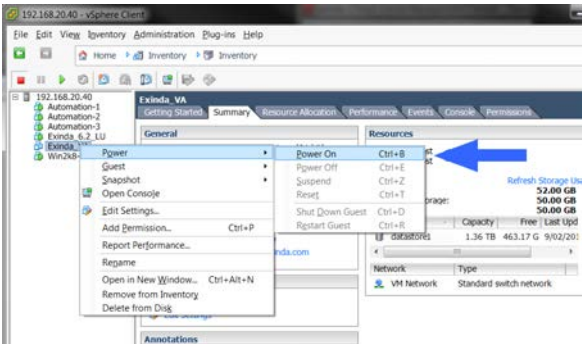 192.168.20.40 - vSphere Client
File Edit View Inventory Administration Plug-ins Help
Home Inventory Inventory
192.168.20.40
Automation-1
Automation-2
Automation-3
Exinda_6.2_LU
Exinda_VA
Win2k8-
Exinda_VA
Getting Started Summary Resource Allocation Performance Events Console Permissions
General
Resources
Power
Guest
Snapshot
Open Console
Edit Settings...
Add Permission... Ctrl+P
Report Performance...
Rename
Open in New Window... Ctrl+Alt+N
Remove from Inventory
Delete from Disk
Power On Ctrl+B
Power Off Ctrl+E
Suspend Ctrl+Z
Reset Ctrl+T
Shut Down Guest Ctrl+D
Restart Guest Ctrl+R
Refresh Storage Usa
52.00 GB
orage: 50.00 GB
50.00 GB
Capacity Free Last Upd
datastore1 1.36 TB 463.17 G 9/02/201
Network Type
VM Network Standard switch network
inda.com
Edit Settings
Annotations